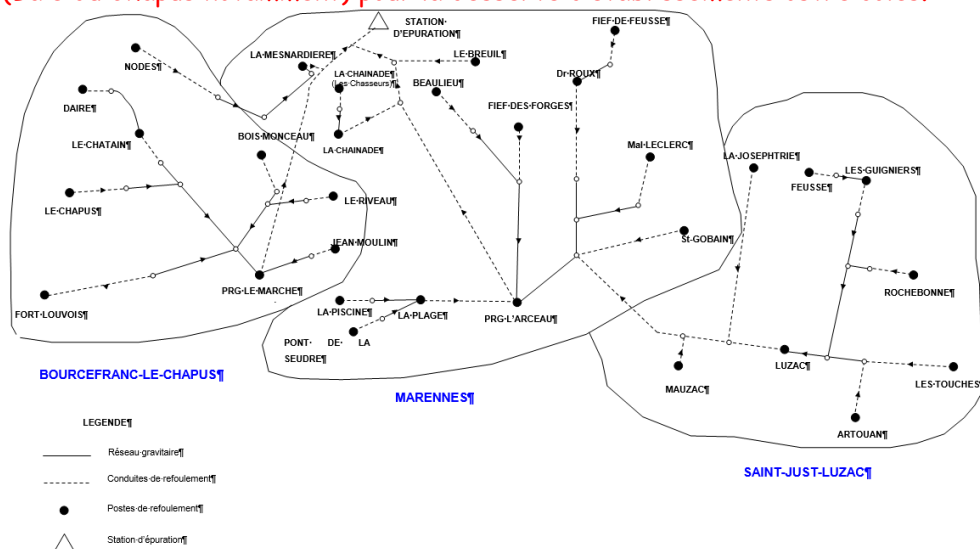 STATION·
D'EPURATION¶
FIEF·DE·FEUSSE¶
NODES¶
LA·MESNARDIERE¶
LE·BREUIL¶
LA·CHAINADE¶
(Les·Chasseurs)¶
BEAULIEU¶
Dr·ROUX¶
DAIRE¶
FIEF·DES·FORGES¶
LE·CHATAIN¶
BOIS·MONCEAU¶
LA·CHAINADE¶
Mal·LECLERC¶
LA·JOSEPHTRIE¶
LES·GUIGNIERS¶
FEUSSE¶
LE·CHAPUS¶
LE·RIVEAU¶
JEAN·MOULIN¶
St-GOBAIN¶
PRG·LE·MARCHE¶
ROCHEBONNE¶
FORT·LOUVOIS¶
LA·PISCINE¶
LA·PLAGE¶
PRG·L'ARCEAU¶
PONT· DE· LA
SEUDRE¶
LUZAC¶
MAUZAC¶
LES·TOUCHES¶
ARTOUAN¶
BOURCEFRANC-LE-CHAPUS¶
MARENNES¶
SAINT-JUST-LUZAC¶
LEGENDE¶
Réseau·gravitaire¶
Conduites·de·refoulement¶
Postes·de·refoulement¶
Station·d'épuration¶